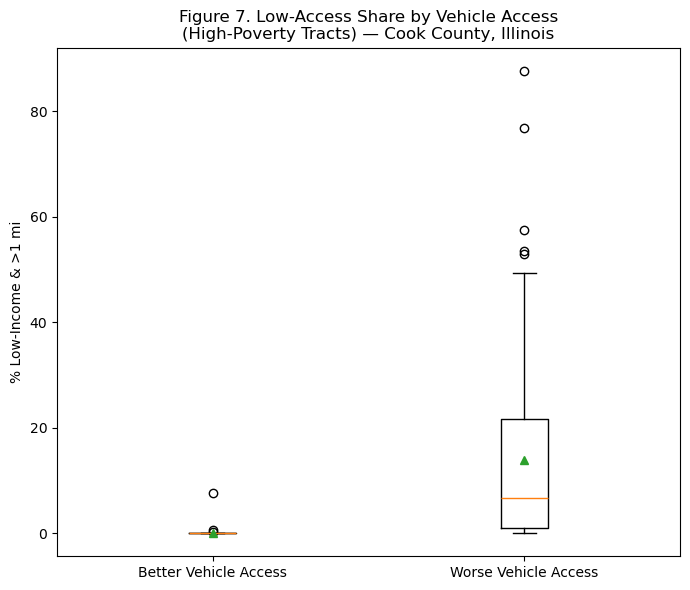 Figure 7. Low-Access Share by Vehicle Access
(High-Poverty Tracts) — Cook County, Illinois
% Low-Income & >1 mi
80
60
40
20
0
Better Vehicle Access
Worse Vehicle Access